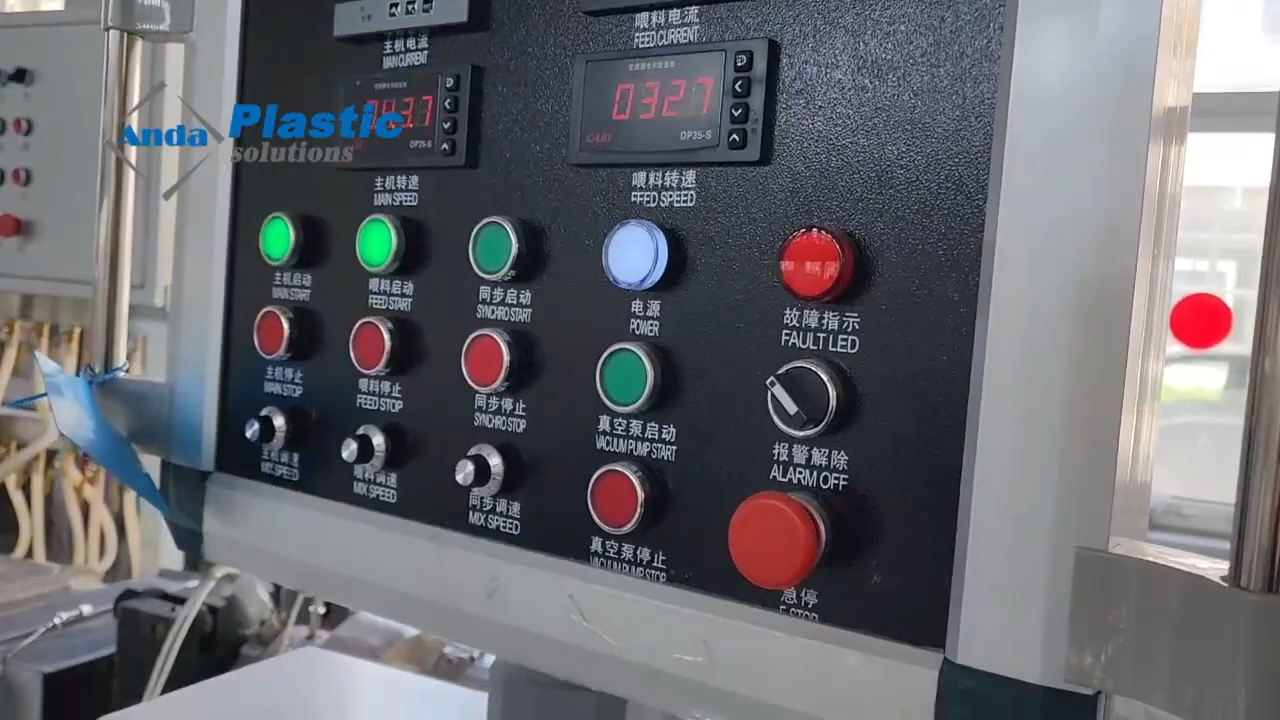 主机电流
MAIN CURRENT
喂料电流
FEED CURRENT
Anda Plastic
solutions
DP35-S
0327
C-LIN
DP35-S
主机转速
MAIN SPEED
喂料转速
FEED SPEED
主机启动
MAIN START
喂料启动
FEED START
同步启动
SYNCHRO START
电源
POWER
故障指示
FAULT LED
主机停止
MAIN STOP
喂料停止
FEED STOP
同步停止
SYNCHRO STOP
真空泵启动
VACUUM PUMP START
报警解除
ALARM OFF
主机调速
MIX SPEED
喂料调速
MIX SPEED
同步调速
MIX SPEED
真空泵停止
VACUUM PUMP STOP
急停
E-STOP